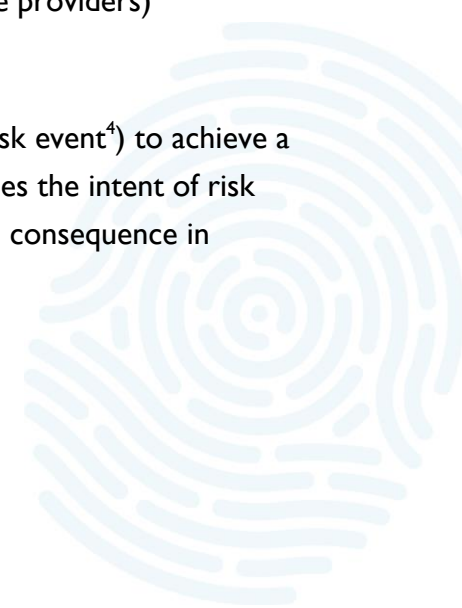 e providers)
sk event⁴) to achieve a
es the intent of risk
consequence in